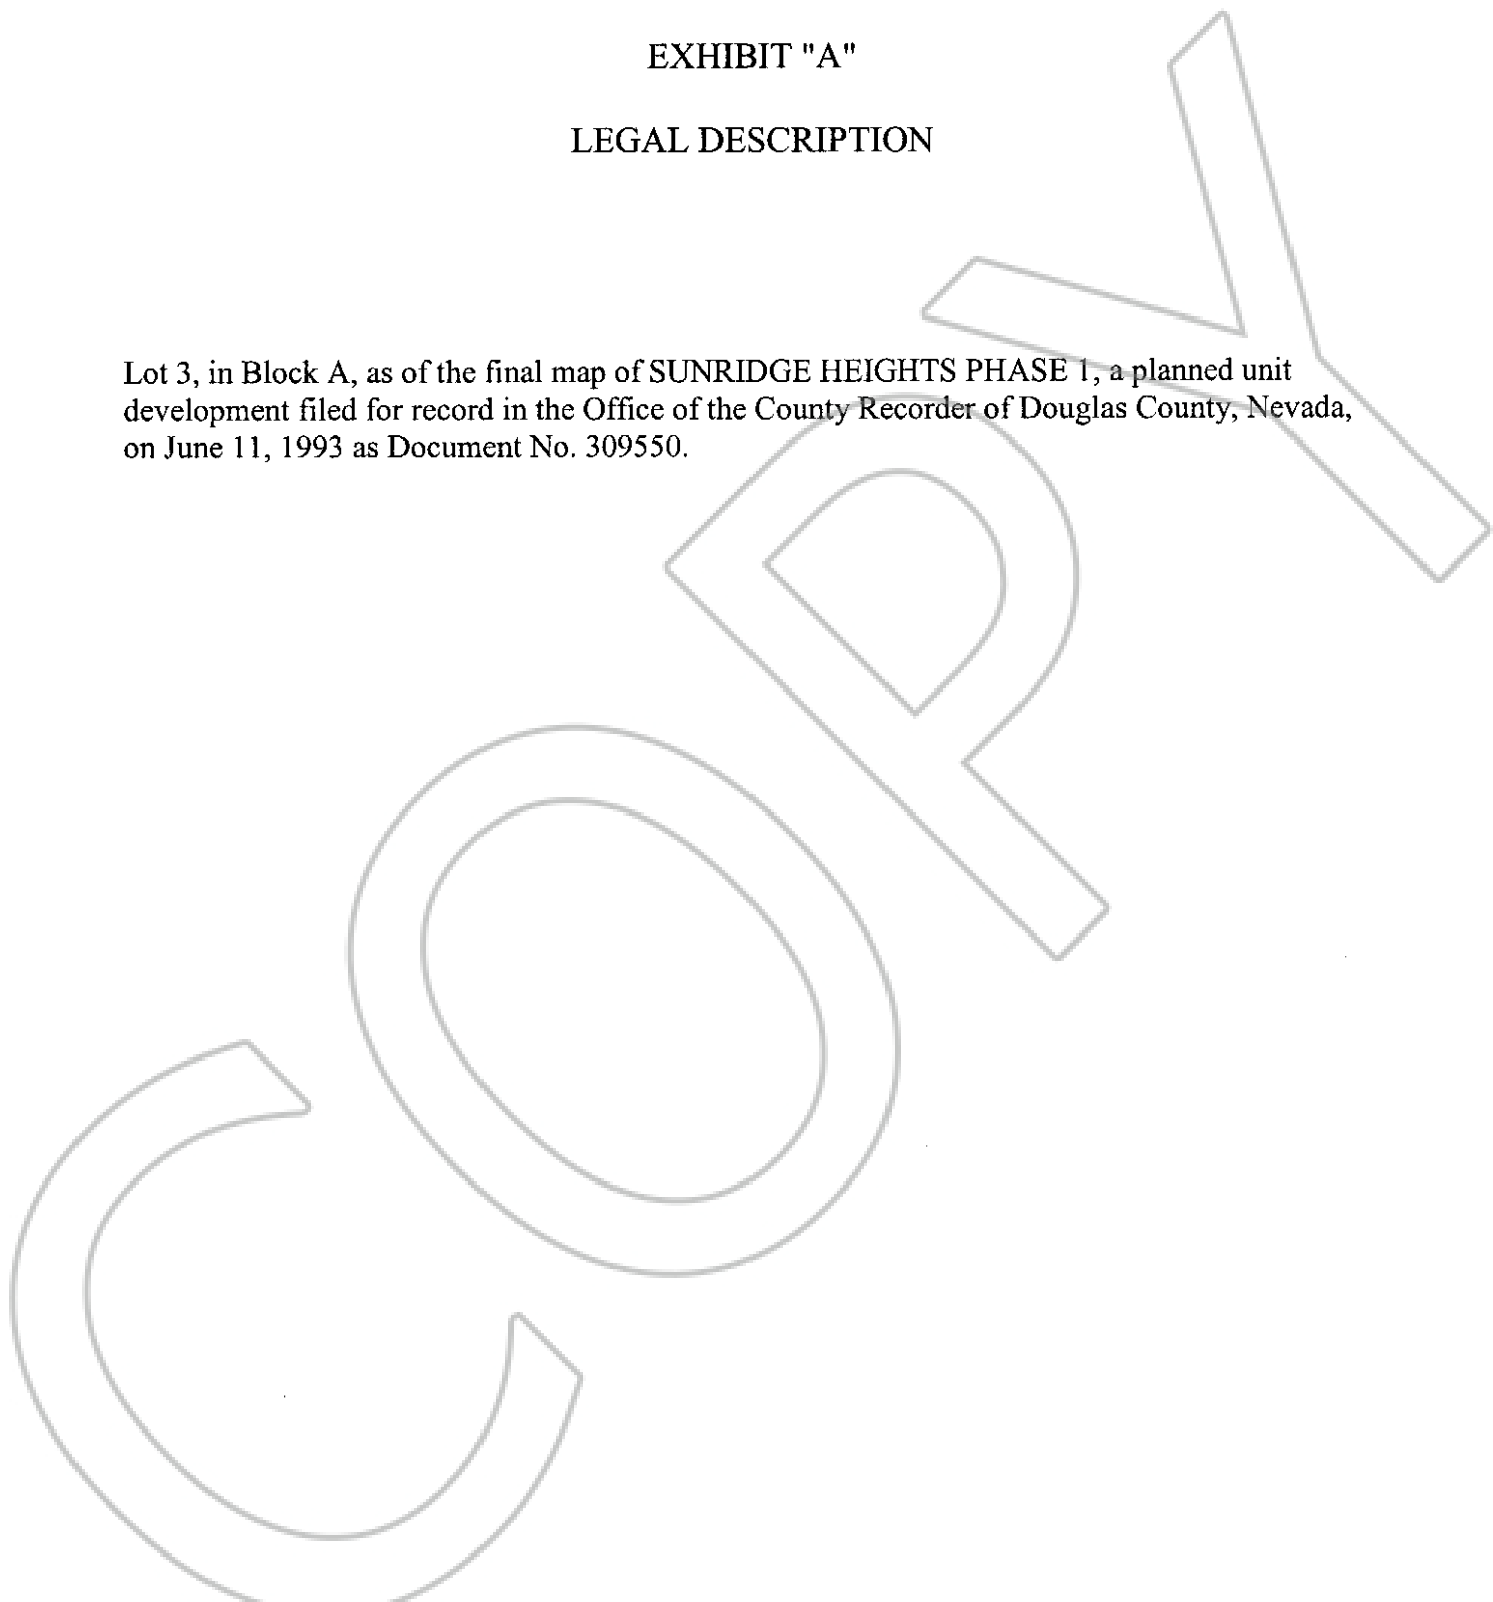 EXHIBIT "A"
LEGAL DESCRIPTION
Lot 3, in Block A, as of the final map of SUNRIDGE HEIGHTS PHASE 1, a planned unit
development filed for record in the Office of the County Recorder of Douglas County, Nevada,
on June 11, 1993 as Document No. 309550.
COPY